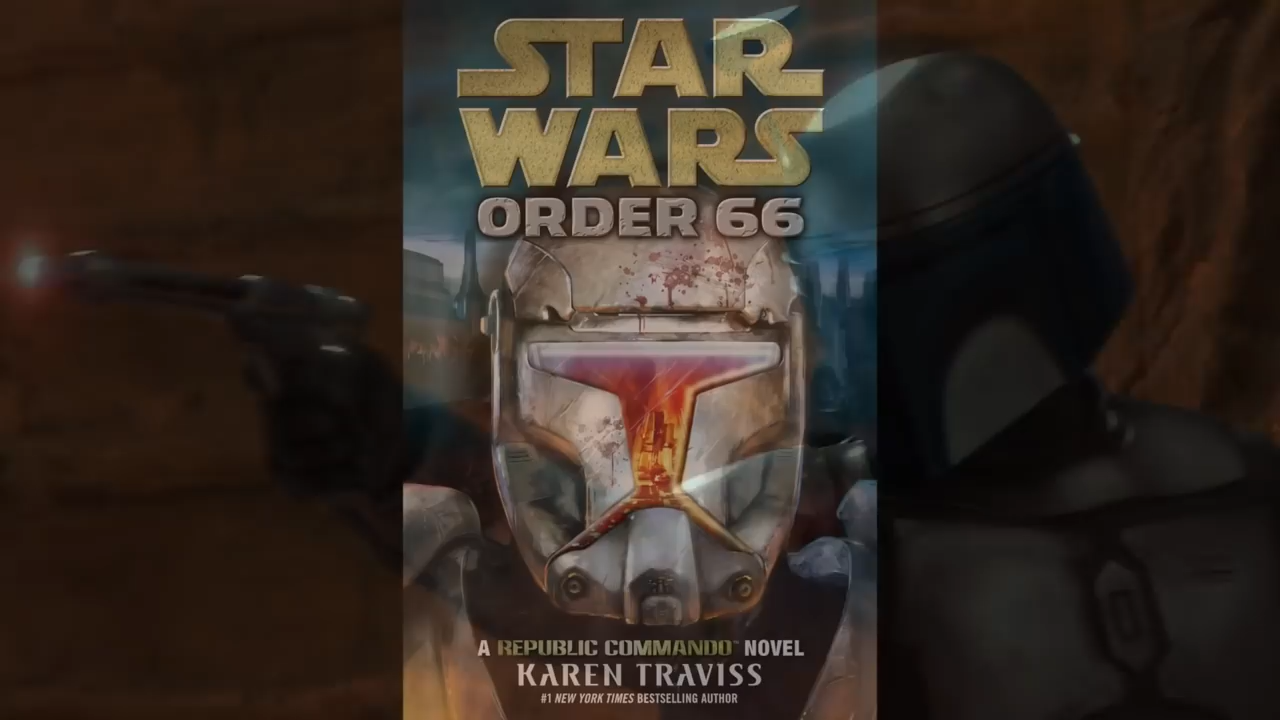 STAR
WARS
ORDER 66
A REPUBLIC COMMANDO™ NOVEL
KAREN TRAVISS
#1 NEW YORK TIMES BESTSELLING AUTHOR